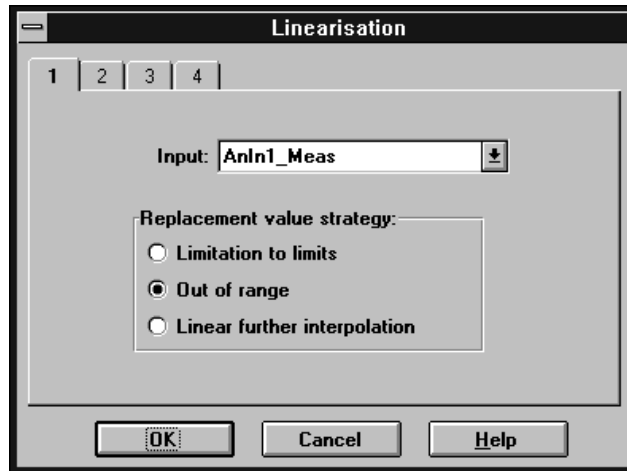 Linearisation
1 2 3 4
Input: AnIn1_Meas
Replacement value strategy:
Limitation to limits
Out of range
Linear further interpolation
OK Cancel Help